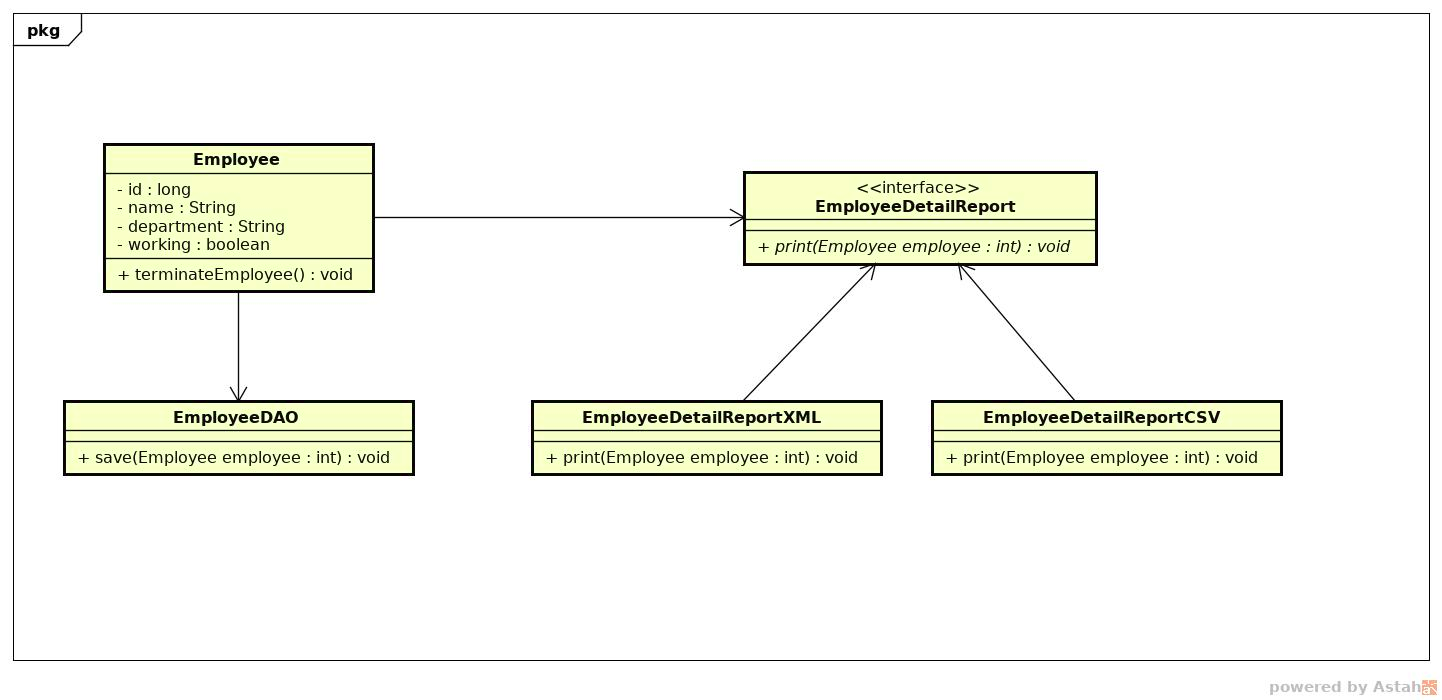 pkg
Employee
- id : long
- name : String
- department : String
- working : boolean
+ terminateEmployee() : void
<<interface>>
EmployeeDetailReport
+ print(Employee employee : int) : void
EmployeeDAO
+ save(Employee employee : int) : void
EmployeeDetailReportXML
+ print(Employee employee : int) : void
EmployeeDetailReportCSV
+ print(Employee employee : int) : void
powered by Astah